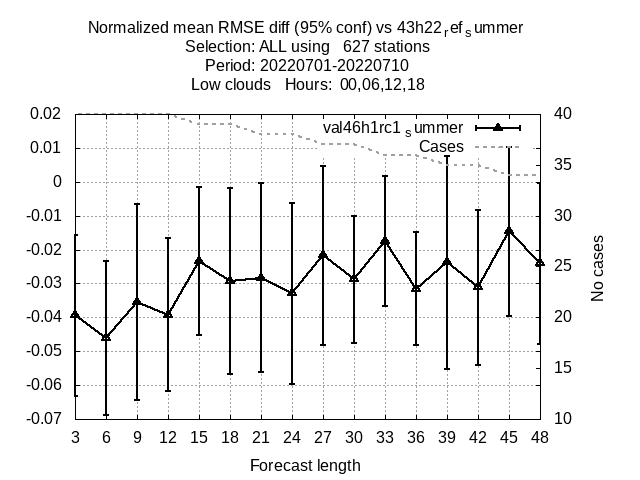 Normalized mean RMSE diff (95% conf) vs 43h22refsummer
Selection: ALL using   627 stations
Period: 20220701-20220710
Low clouds   Hours:  00,06,12,18
val46h1rc1summer
Cases
0.02
0.01
0
-0.01
-0.02
-0.03
-0.04
-0.05
-0.06
-0.07
40
35
30
25
20
15
10
No cases
3 6 9 12 15 18 21 24 27 30 33 36 39 42 45 48
Forecast length